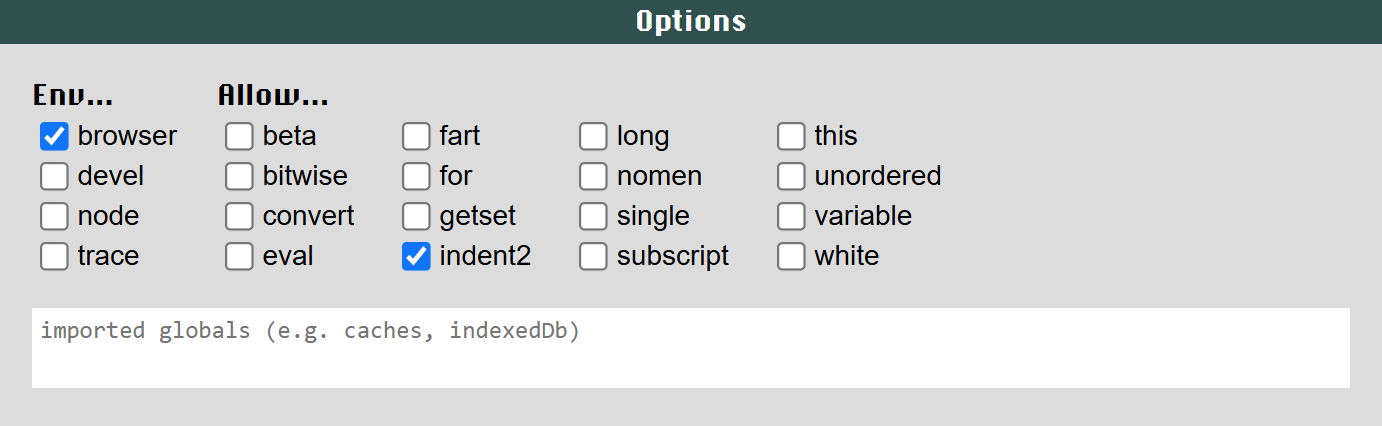 Options
Env... Allow...
browser beta fart long this
devel bitwise for nomen unordered
node convert getset single variable
trace eval indent2 subscript white
imported globals (e.g. caches, indexedDb)